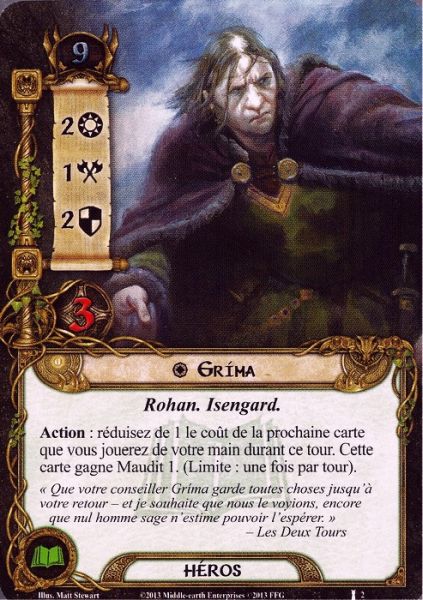 9
2
1
2
3
Gríma
Rohan. Isengard.
Action : réduisez de 1 le coût de la prochaine carte
que vous jouerez de votre main durant ce tour. Cette
carte gagne Maudit 1. (Limite : une fois par tour).
« Que votre conseiller Gríma garde toutes choses jusqu'à
votre retour – et je souhaite que nous le voyions, encore
que nul homme sage n'estime pouvoir l'espérer. »
– Les Deux Tours
HÉROS
Illus. Matt Stewart
©2013 Middle-earth Enterprises ©2013 FFG
2